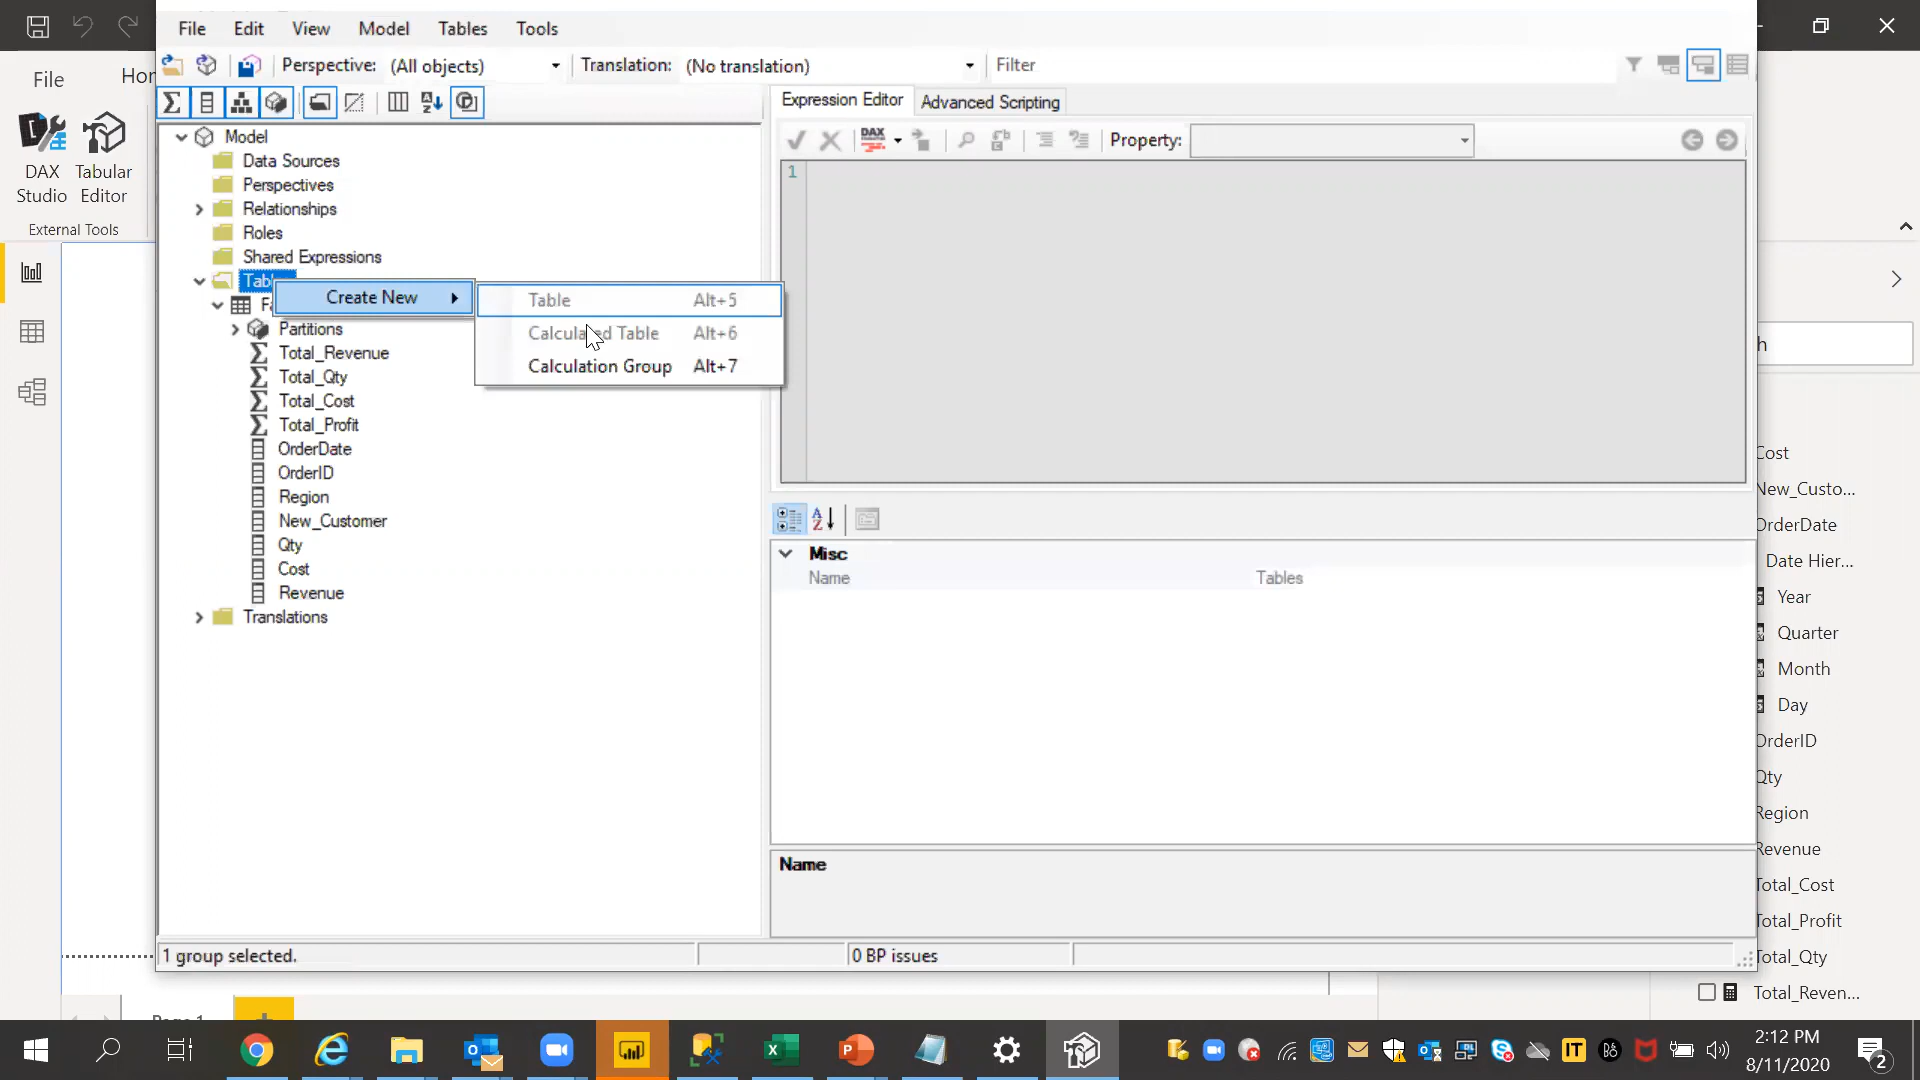 File Edit View Model Tables Tools
Perspective: (All objects) Translation: (No translation) Filter
File
DAX Studio
Tabular Editor
External Tools
Expression Editor Advanced Scripting
DAX Property:
1
Model
Data Sources
Perspectives
Relationships
Roles
Shared Expressions
Create New
Table Alt+5
Calculated Table Alt+6
Calculation Group Alt+7
Partitions
Total_Revenue
Total_Qty
Total_Cost
Total_Profit
OrderDate
OrderID
Region
New_Customer
Qty
Cost
Revenue
Translations
Misc
Name Tables
Name
1 group selected. 0 BP issues
Cost
New_Custo...
OrderDate
Date Hier...
Year
Quarter
Month
Day
OrderID
Qty
Region
Revenue
Total_Cost
Total_Profit
Total_Qty
Total_Reven...
2:12 PM
8/11/2020
2